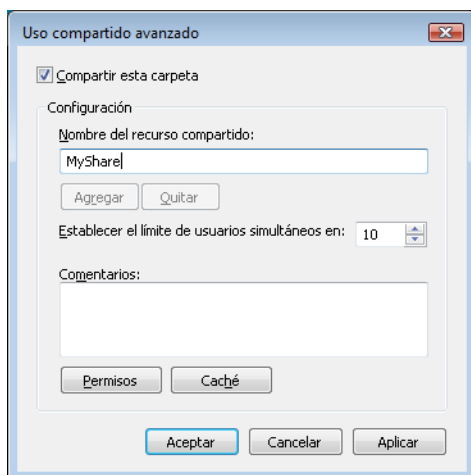 Uso compartido avanzado
Compartir esta carpeta
Configuración
Nombre del recurso compartido:
MyShare
Agregar Quitar
Establecer el límite de usuarios simultáneos en: 10
Comentarios:
Permisos Caché
Aceptar Cancelar Aplicar